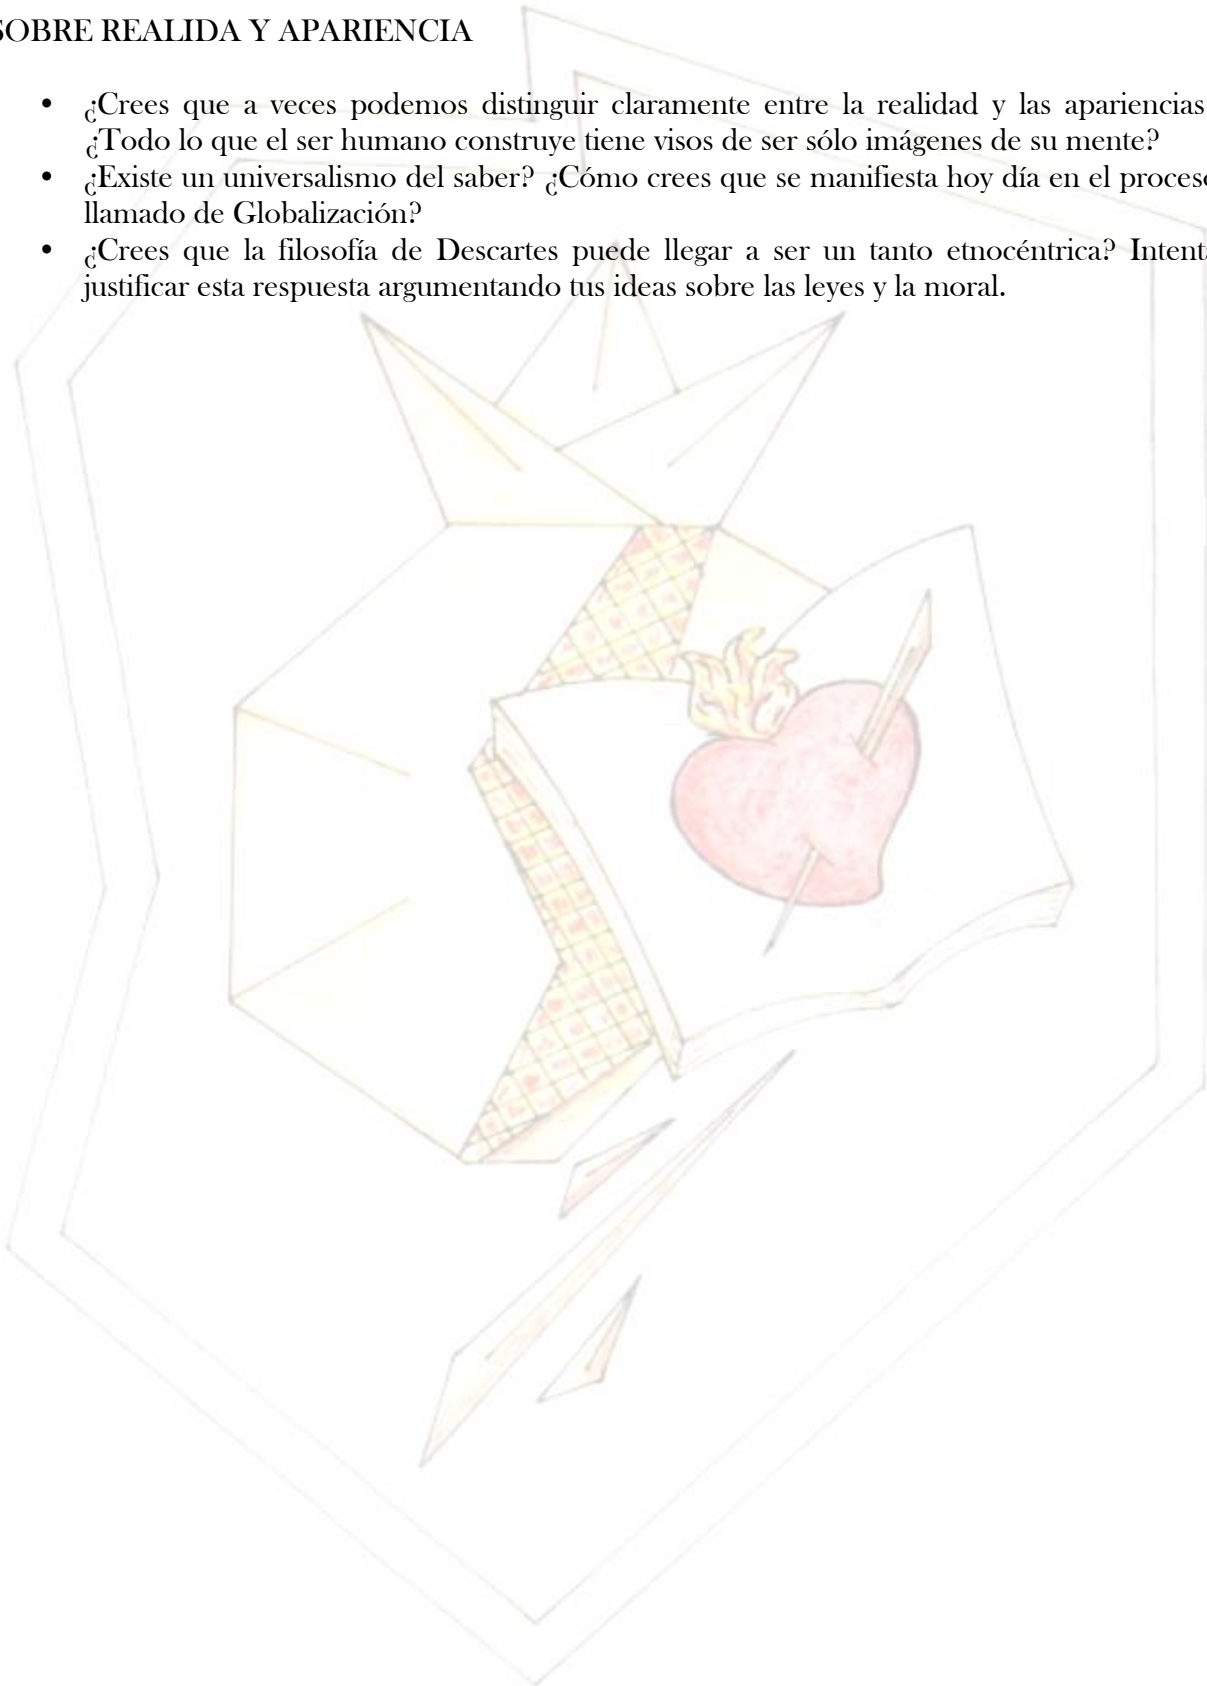 SOBRE REALIDA Y APARIENCIA
• ¿Crees que a veces podemos distinguir claramente entre la realidad y las apariencias
¿Todo lo que el ser humano construye tiene visos de ser sólo imágenes de su mente?
• ¿Existe un universalismo del saber? ¿Cómo crees que se manifiesta hoy día en el proceso
llamado de Globalización?
• ¿Crees que la filosofía de Descartes puede llegar a ser un tanto etnocéntrica? Intenta
justificar esta respuesta argumentando tus ideas sobre las leyes y la moral.